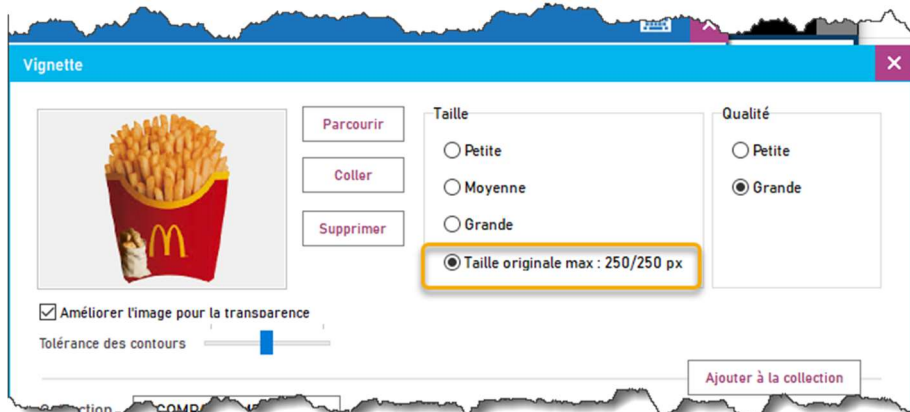 Vignette
Parcourir
Coller
Supprimer
Taille
Petite
Moyenne
Grande
Taille originale max : 250/250 px
Qualité
Petite
Grande
Améliorer l'image pour la transparence
Tolérance des contours
Ajouter à la collection